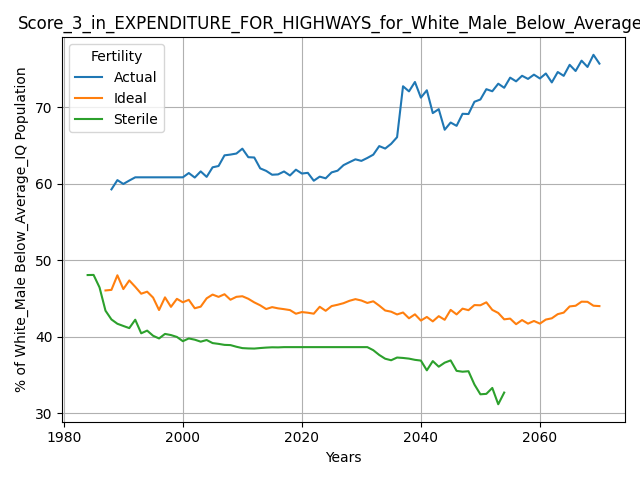 Score_3_in_EXPENDITURE_FOR_HIGHWAYS_for_White_Male_Below_Average
Fertility
Actual
Ideal
Sterile
% of White_Male Below_Average_IQ Population
70
60
50
40
30
1980
2000
2020
2040
2060
Years